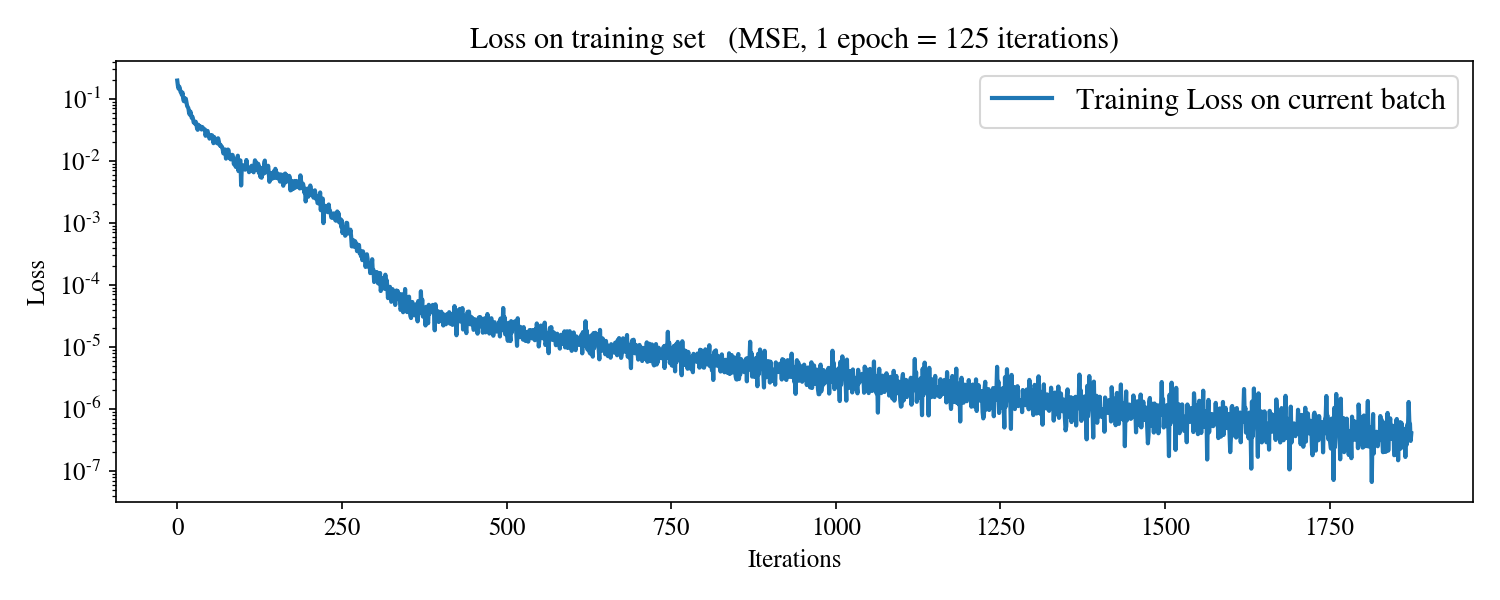 Loss on training set   (MSE, 1 epoch = 125 iterations)
Training Loss on current batch
Loss
10^-1
10^-2
10^-3
10^-4
10^-5
10^-6
10^-7
0 250 500 750 1000 1250 1500 1750
Iterations